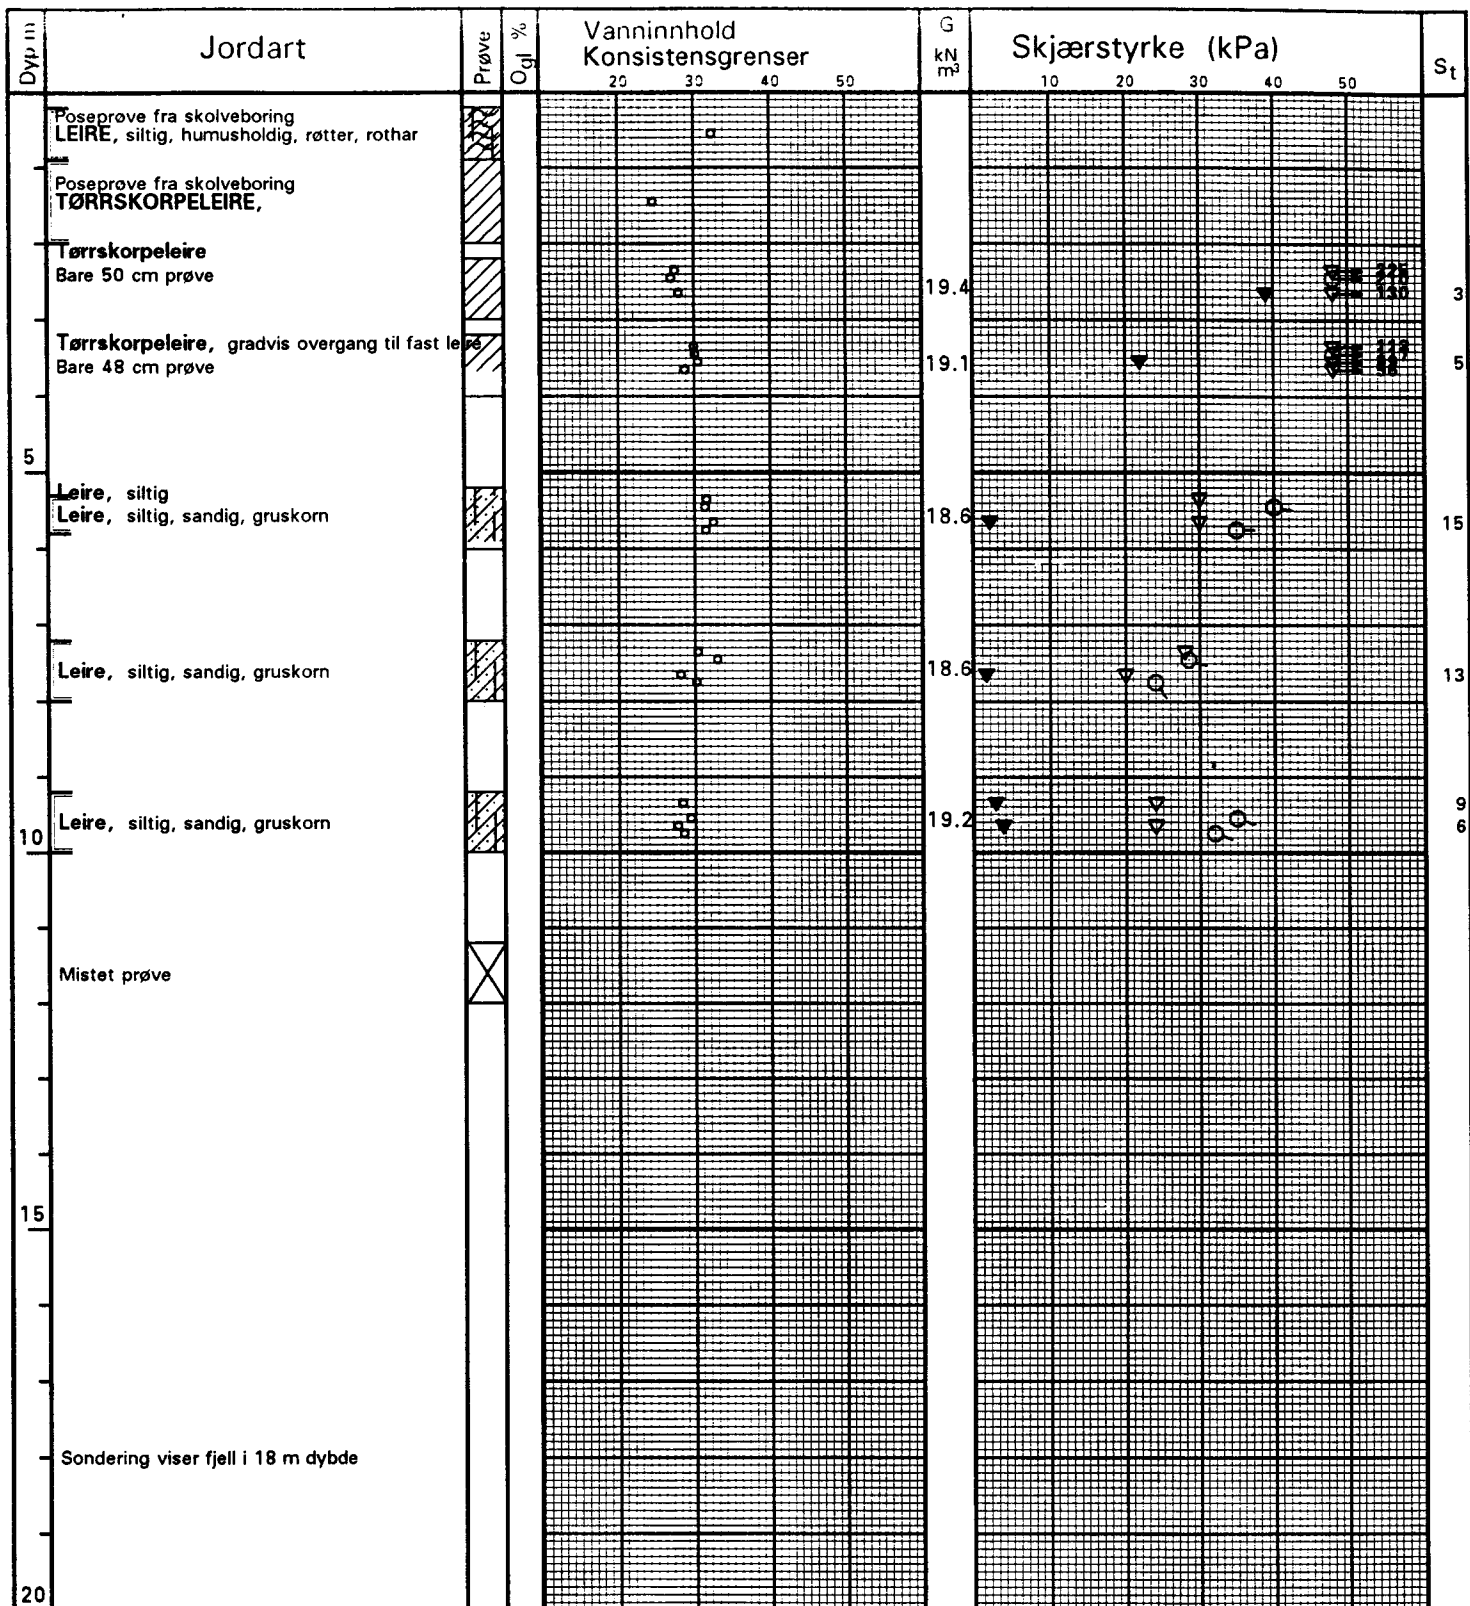 Dyp m
Jordart
Prøve
Ogl %
Vanninnhold
Konsistensgrenser
20 30 40 50
G
kN
m³
Skjærstyrke (kPa)
10 20 30 40 50
St
Poseprøve fra skolveboring
LEIRE, siltig, humusholdig, røtter, rothar
Poseprøve fra skolveboring
TØRRSKORPELEIRE,
Tørrskorpeleire
Bare 50 cm prøve
19.4
130
3
Tørrskorpeleire, gradvis overgang til fast leire
Bare 48 cm prøve
19.1
5
5
Leire, siltig
Leire, siltig, sandig, gruskorn
18.6
15
Leire, siltig, sandig, gruskorn
18.6
13
Leire, siltig, sandig, gruskorn
19.2
9
6
10
Mistet prøve
15
Sondering viser fjell i 18 m dybde
20